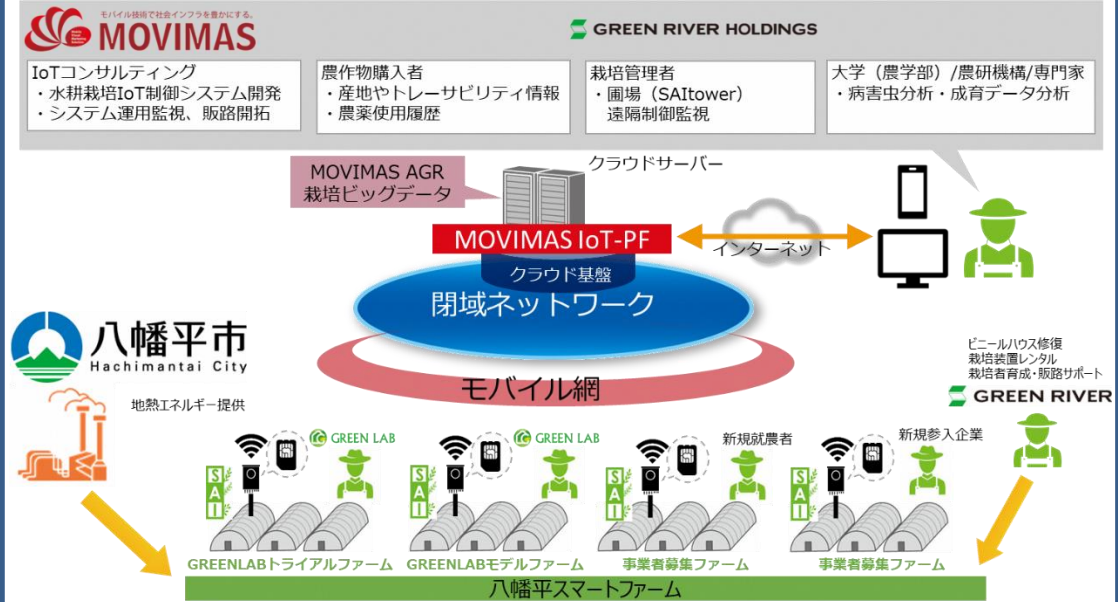 モバイル技術で社会インフラを豊かにする。
MOVIMAS
GREEN RIVER HOLDINGS
IoTコンサルティング
・水耕栽培IoT制御システム開発
・システム運用監視、販路開拓
農作物購入者
・産地やトレーサビリティ情報
・農薬使用履歴
栽培管理者
・圃場（SAItower）
遠隔制御監視
大学（農学部）/農研機構/専門家
・病害虫分析・成育データ分析
MOVIMAS AGR
栽培ビッグデータ
クラウドサーバー
MOVIMAS IoT-PF
クラウド基盤
インターネット
閉域ネットワーク
モバイル網
八幡平市
Hachimantai City
地熱エネルギー提供
ビニールハウス修復
栽培装置レンタル
栽培者育成・販路サポート
GREEN RIVER
GREEN LAB
GREEN LAB
新規就農者
新規参入企業
SAI
SAI
SAI
SAI
GREENLABトライアルファーム
GREENLABモデルファーム
事業者募集ファーム
事業者募集ファーム
八幡平スマートファーム